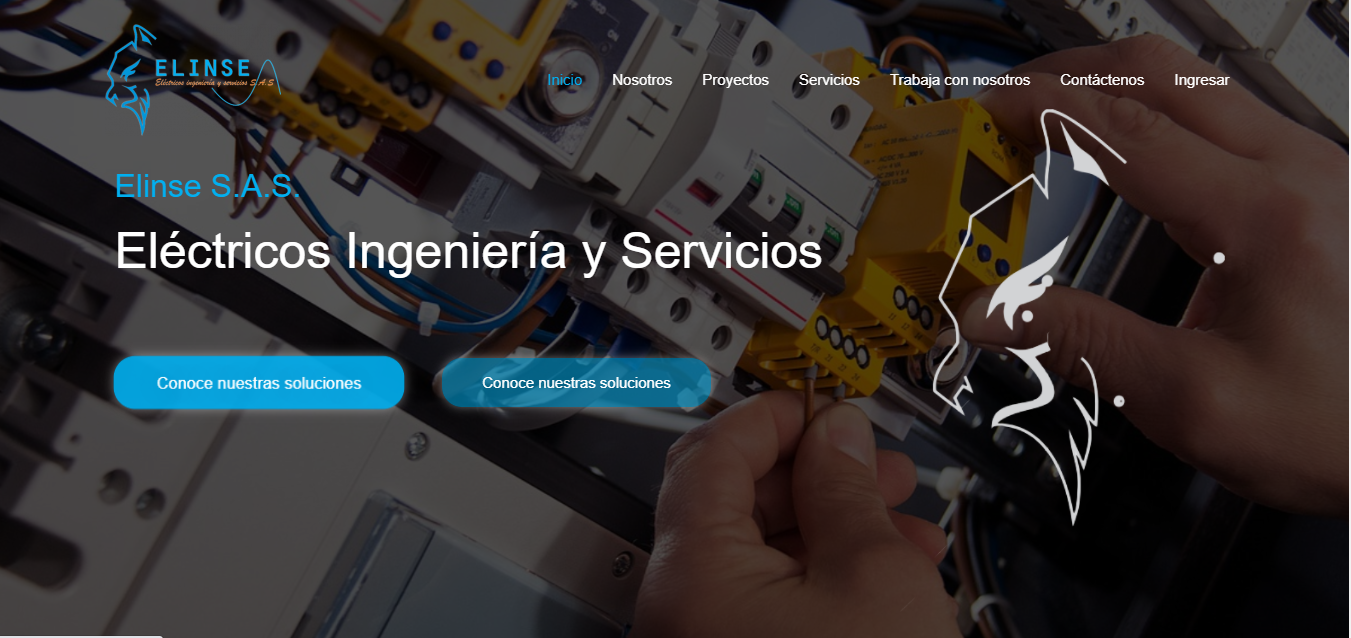 ELINSE
Eléctricos ingeniería y servicios S.A.S
Inicio Nosotros Proyectos Servicios Trabaja con nosotros Contáctenos Ingresar
Elinse S.A.S.
Eléctricos Ingeniería y Servicios
Conoce nuestras soluciones Conoce nuestras soluciones